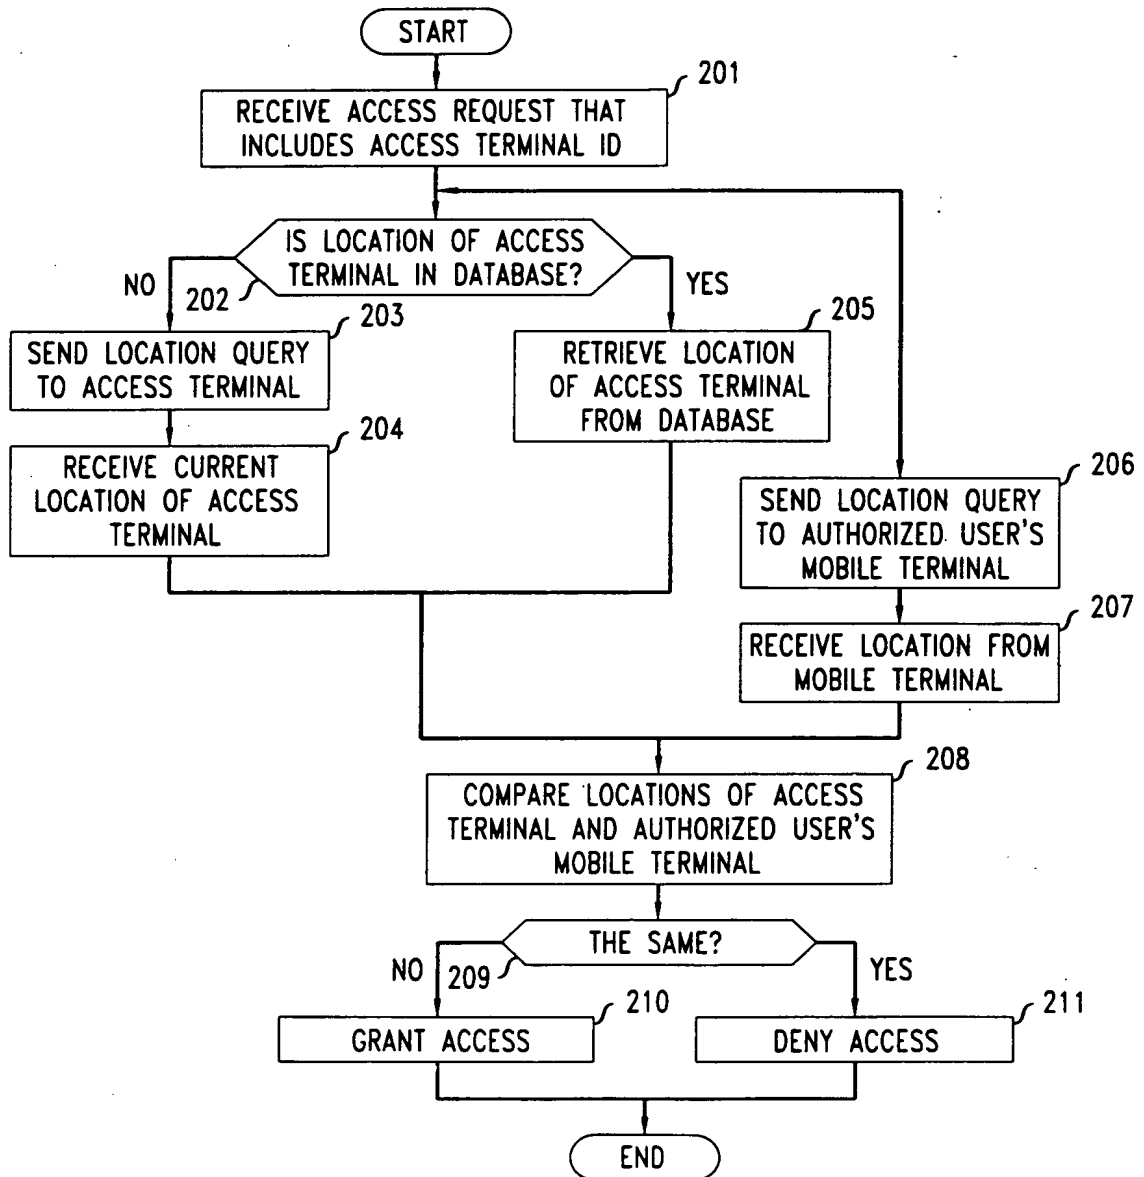 START
201
RECEIVE ACCESS REQUEST THAT
INCLUDES ACCESS TERMINAL ID
IS LOCATION OF ACCESS
TERMINAL IN DATABASE?
NO
202
YES
203
SEND LOCATION QUERY
TO ACCESS TERMINAL
204
RECEIVE CURRENT
LOCATION OF ACCESS
TERMINAL
205
RETRIEVE LOCATION
OF ACCESS TERMINAL
FROM DATABASE
206
SEND LOCATION QUERY
TO AUTHORIZED USER'S
MOBILE TERMINAL
207
RECEIVE LOCATION FROM
MOBILE TERMINAL
208
COMPARE LOCATIONS OF ACCESS
TERMINAL AND AUTHORIZED USER'S
MOBILE TERMINAL
THE SAME?
NO
209
YES
210
GRANT ACCESS
211
DENY ACCESS
END